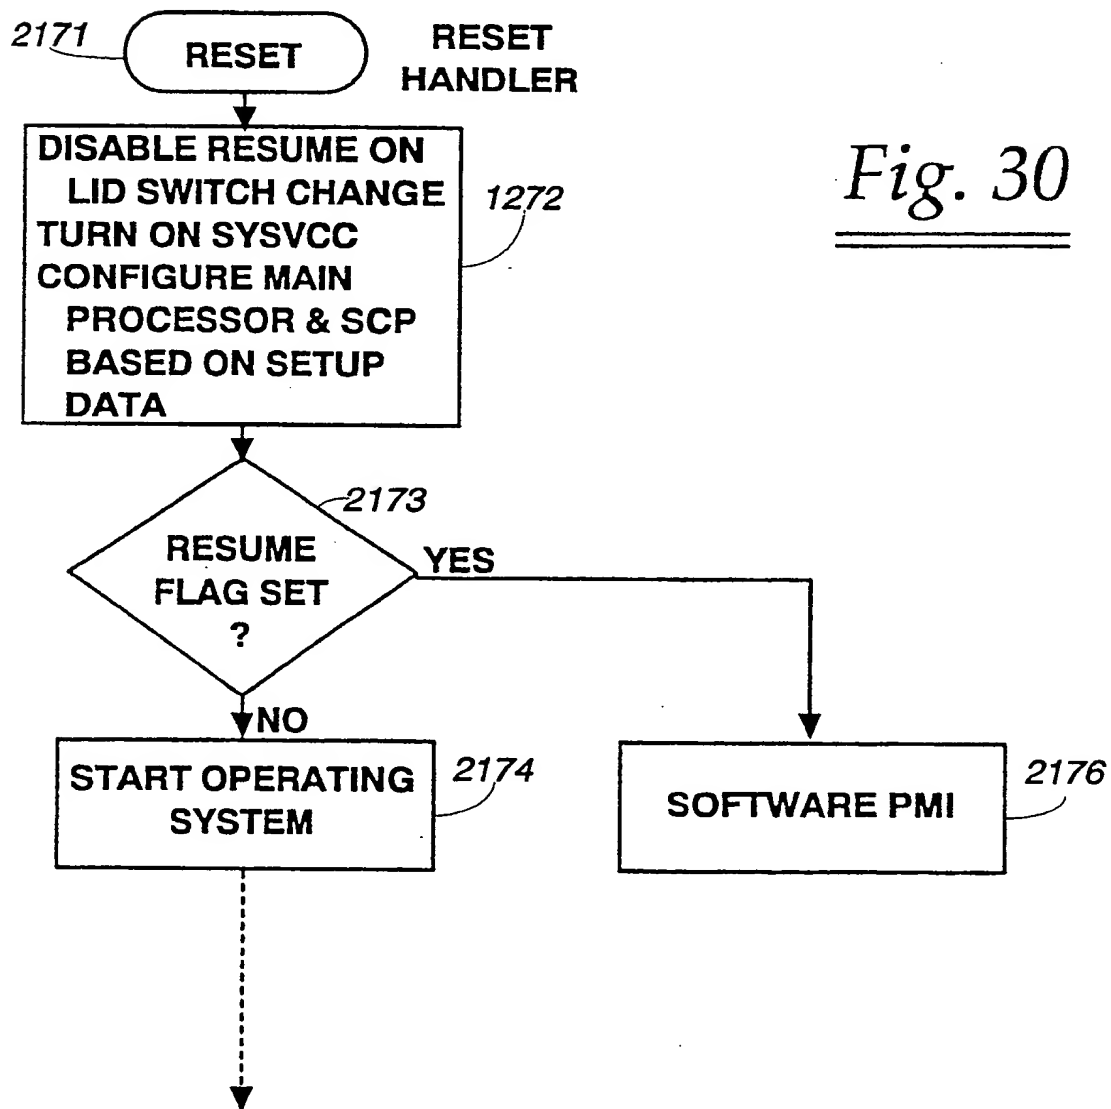 2171
RESET
RESET
HANDLER
DISABLE RESUME ON
LID SWITCH CHANGE
TURN ON SYSVCC
CONFIGURE MAIN
PROCESSOR & SCP
BASED ON SETUP
DATA
1272
Fig. 30
2173
RESUME
FLAG SET
?
YES
NO
START OPERATING
SYSTEM
2174
SOFTWARE PMI
2176